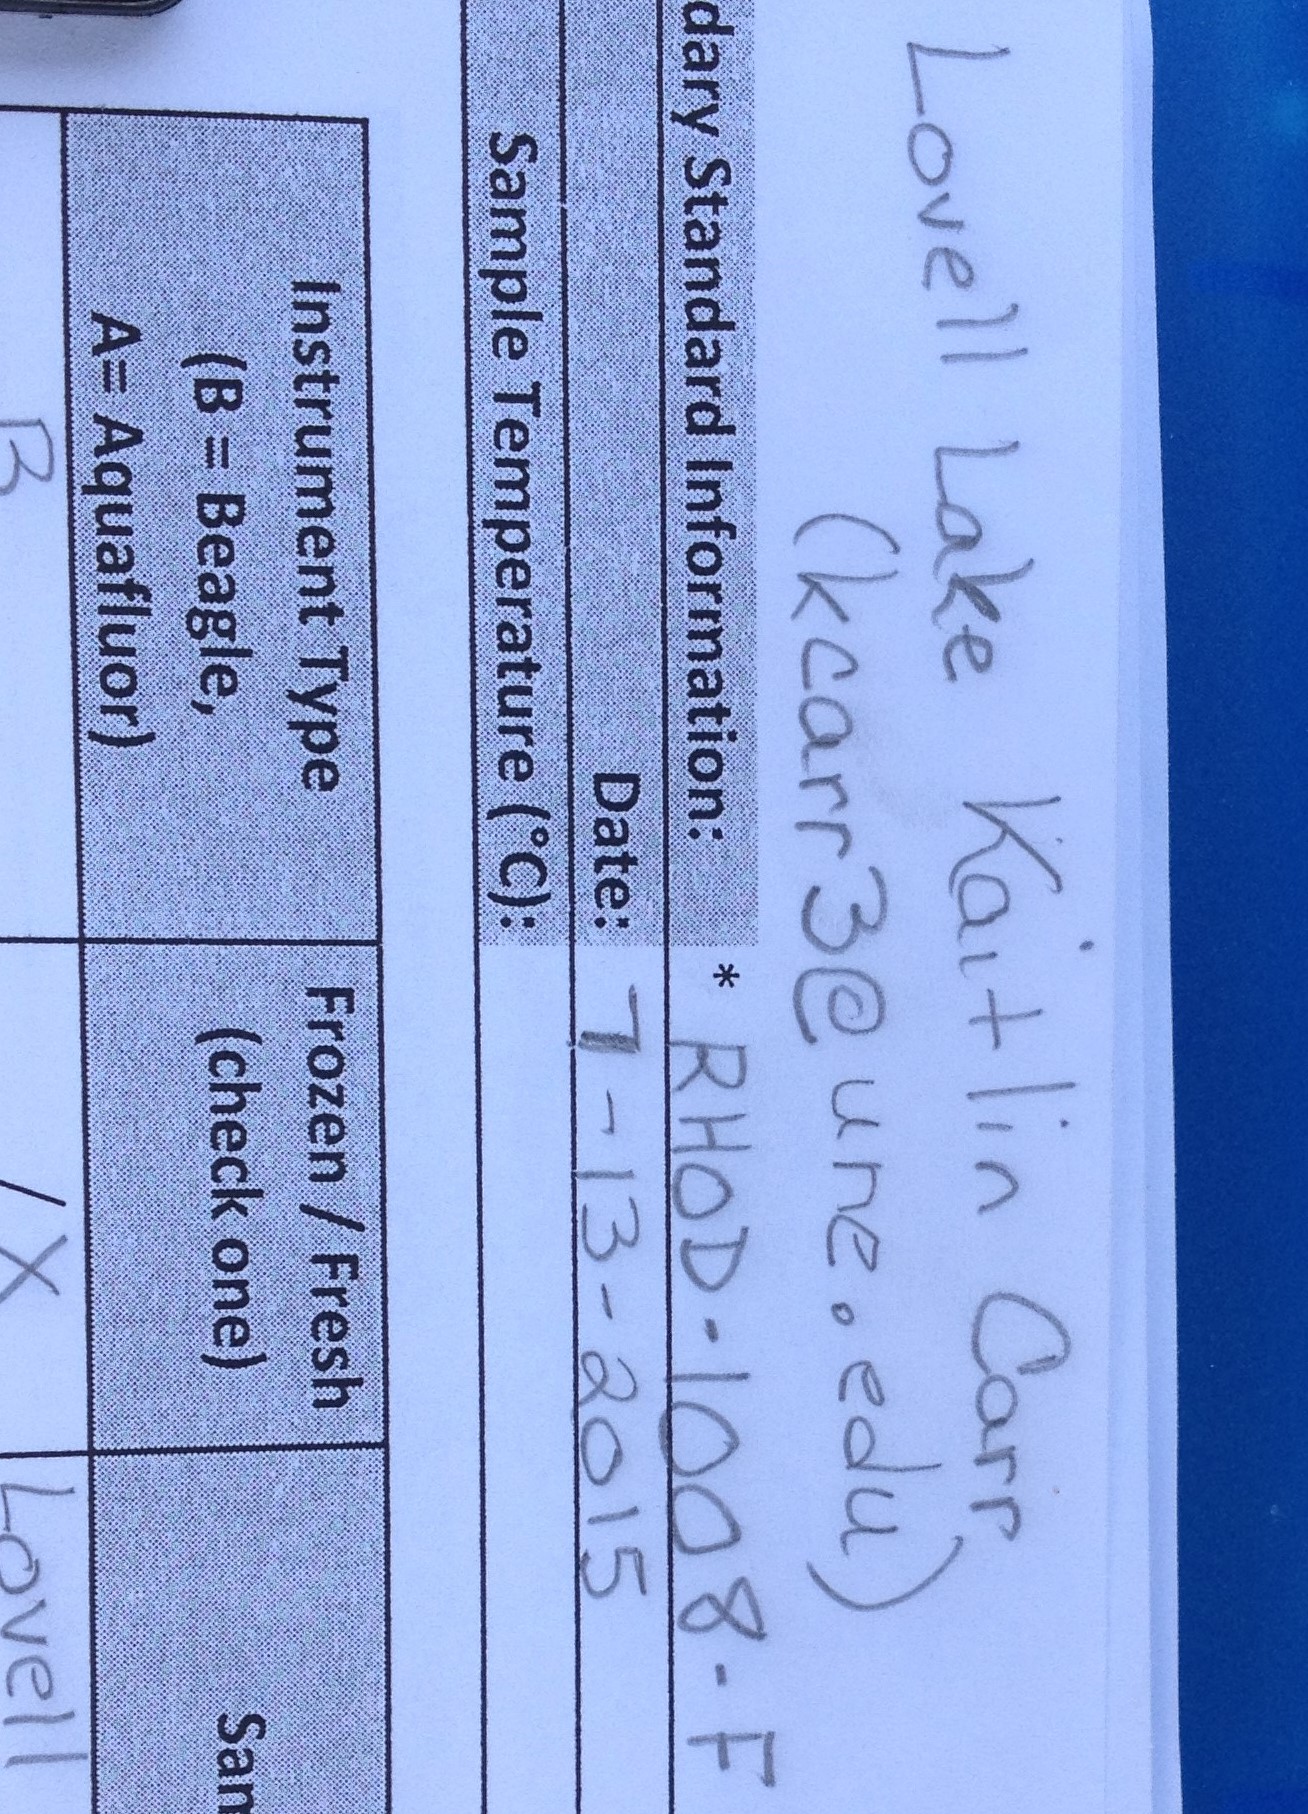 Lovell Lake Kaitlin Carr
(kcarr3@une.edu)
dary Standard Information: * RHOD-1008-F
Date: 7-13-2015
Sample Temperature (°C):
Instrument Type Frozen / Fresh
(B = Beagle, (check one) Sam
A= Aquafluor)
B / X Lovell